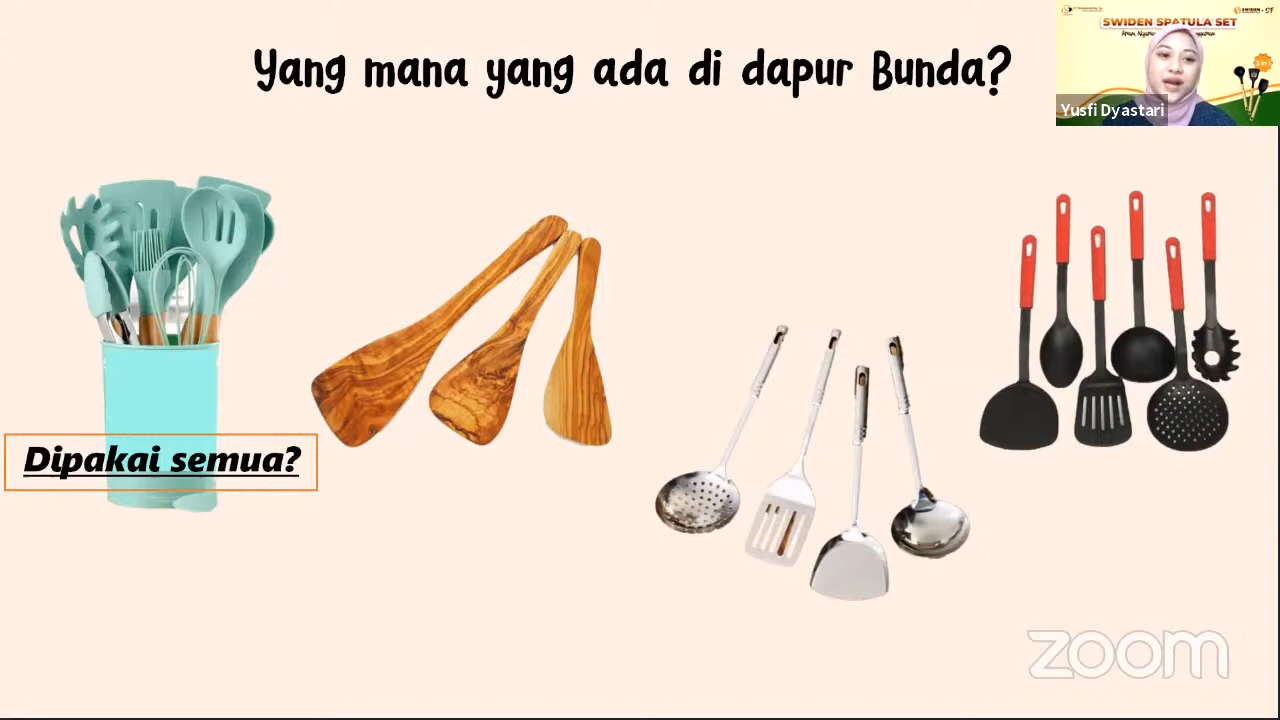 Yang mana yang ada di dapur Bunda?
SWIDEN SPATULA SET
Yusfi Dyastari
Dipakai semua?
zoom